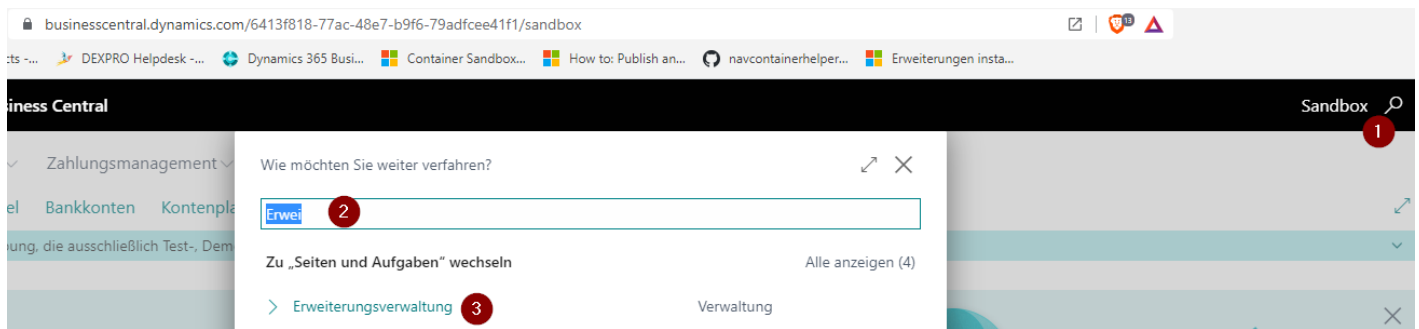 businesscentral.dynamics.com/6413f818-77ac-48e7-b9f6-79adfcee41f1/sandbox 13
cts -... DEXPRO Helpdesk -... Dynamics 365 Busi... Container Sandbox... How to: Publish an... navcontainerhelper... Erweiterungen insta...
siness Central Sandbox
1
Zahlungsmanagement Wie möchten Sie weiter verfahren?
el Bankkonten Kontenpla Erwei 2
bung, die ausschließlich Test-, Dem
Zu „Seiten und Aufgaben“ wechseln Alle anzeigen (4)
Erweiterungsverwaltung 3 Verwaltung